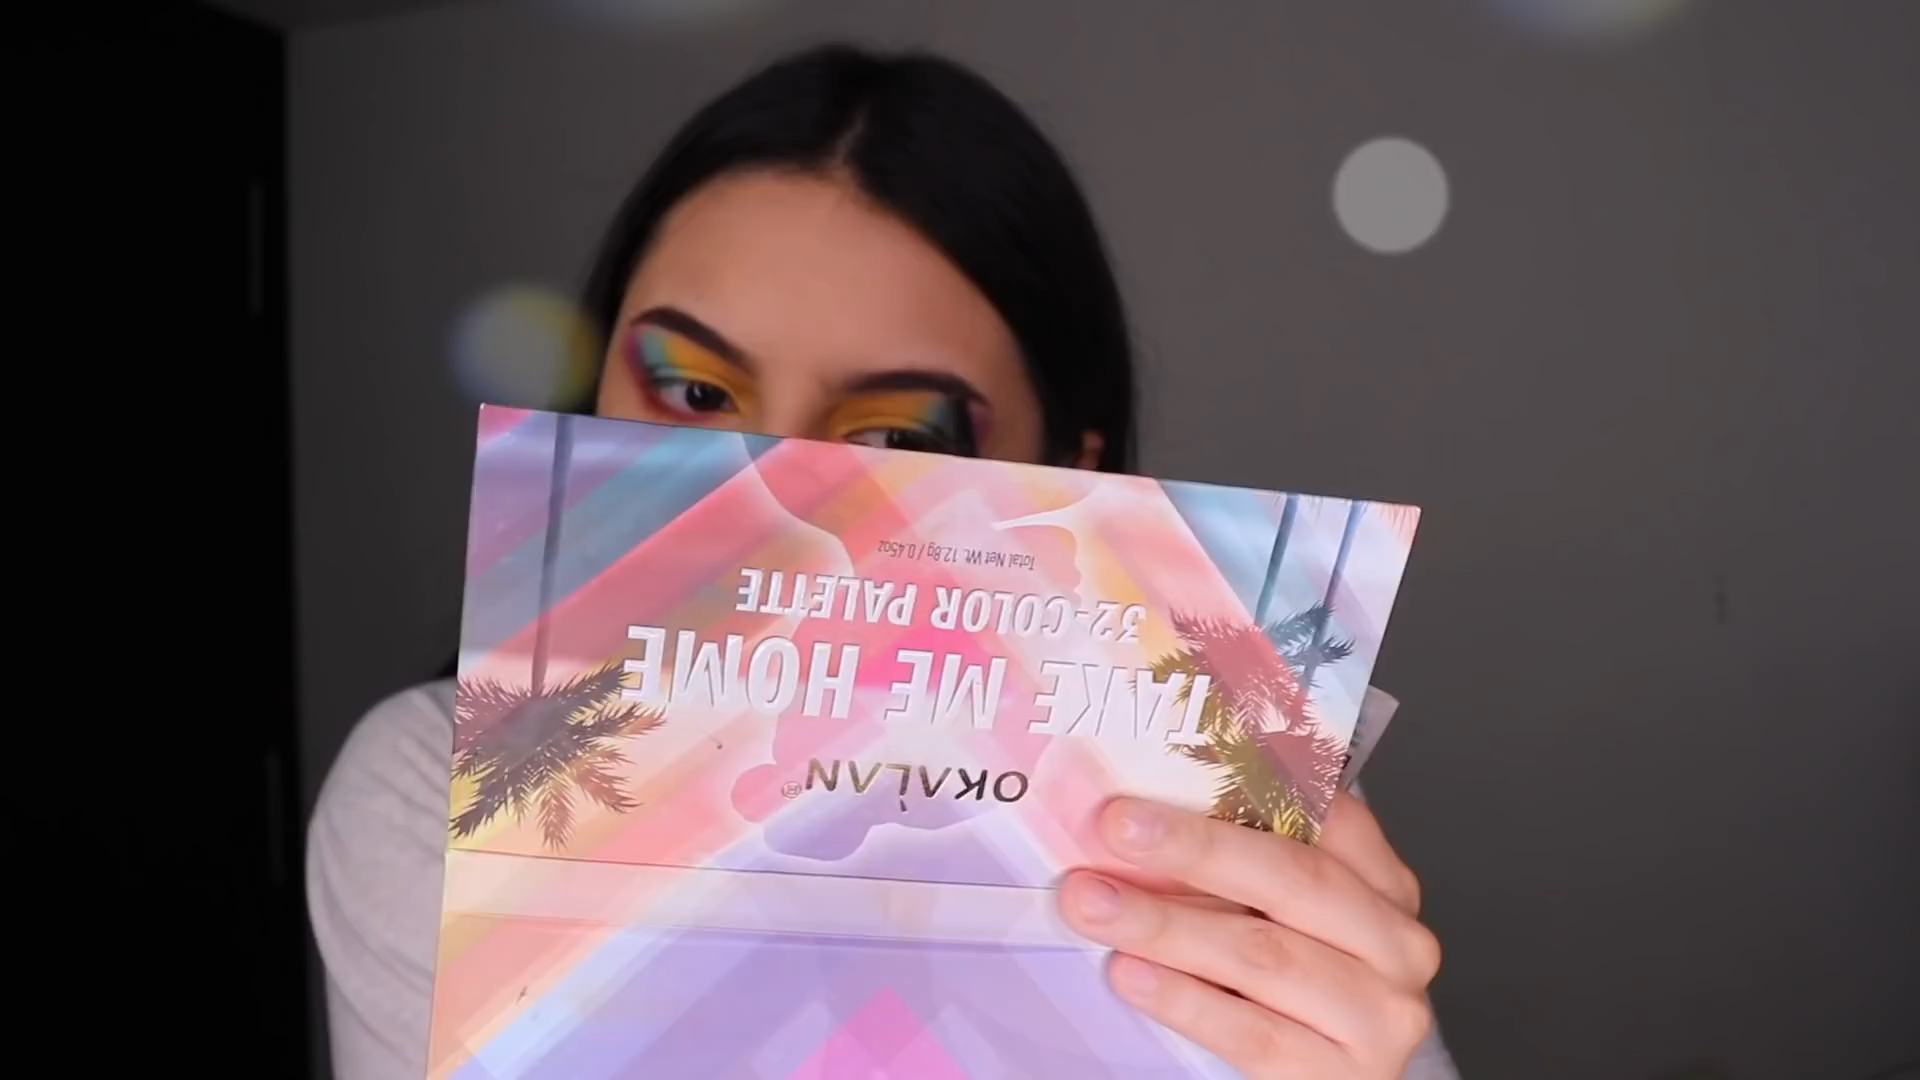 OKALAN®
TAKE ME HOME
32-COLOR PALETTE
Total Net Wt. 12.8g / 0.45oz